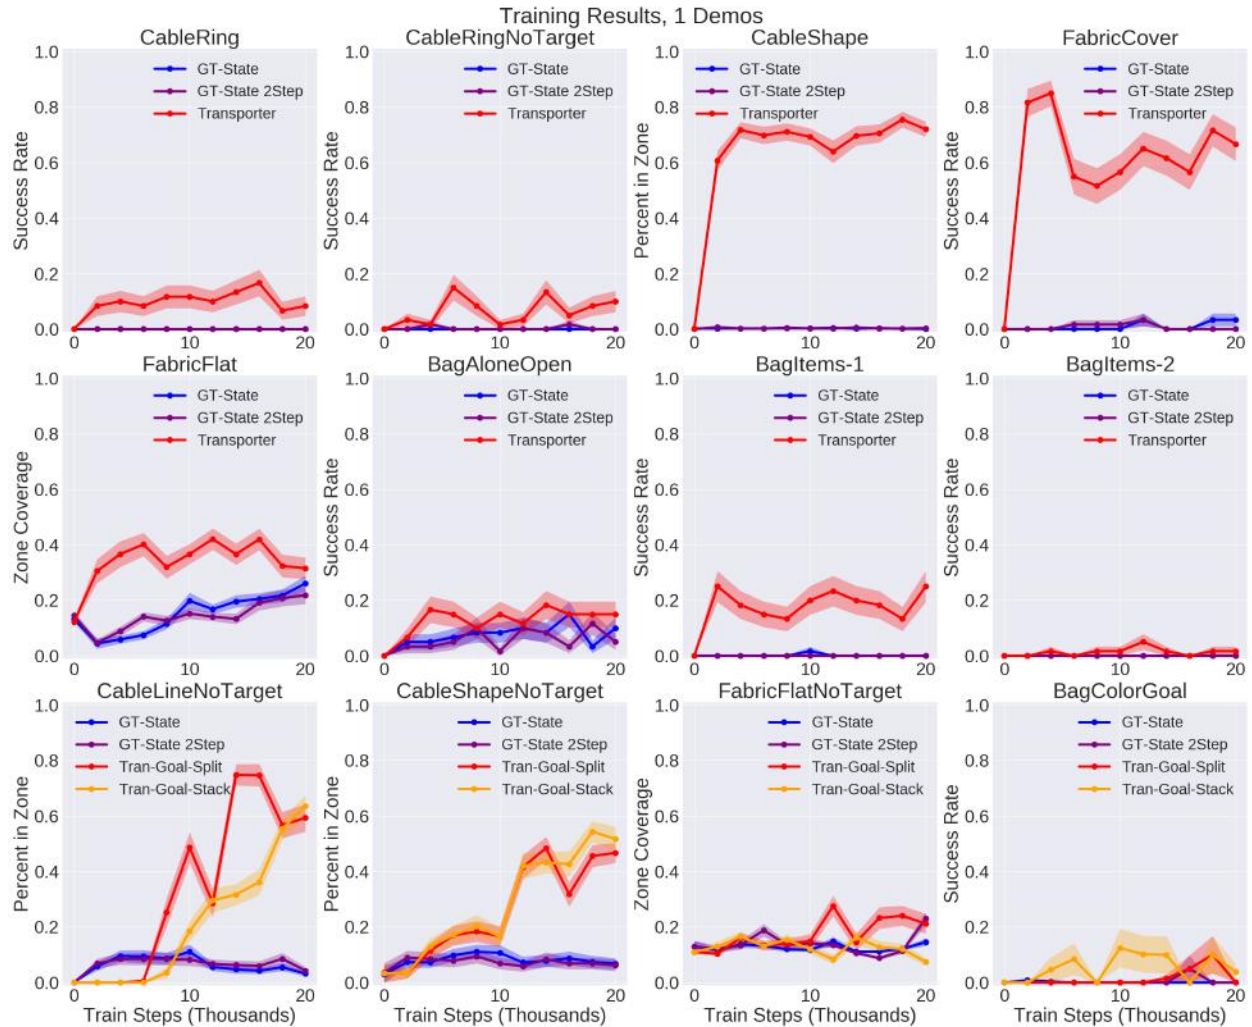 Training Results, 1 Demos
CableRing
CableRingNoTarget
CableShape
FabricCover
1.0
0.8
0.6
0.4
0.2
0.0
Success Rate
GT-State
GT-State 2Step
Transporter
0
10
20
1.0
0.8
0.6
0.4
0.2
0.0
Success Rate
GT-State
GT-State 2Step
Transporter
0
10
20
1.0
0.8
0.6
0.4
0.2
0.0
Percent in Zone
GT-State
GT-State 2Step
Transporter
0
10
20
1.0
0.8
0.6
0.4
0.2
0.0
Success Rate
GT-State
GT-State 2Step
Transporter
0
10
20
FabricFlat
BagAloneOpen
BagItems-1
BagItems-2
1.0
0.8
0.6
0.4
0.2
0.0
Zone Coverage
GT-State
GT-State 2Step
Transporter
0
10
20
1.0
0.8
0.6
0.4
0.2
0.0
Success Rate
GT-State
GT-State 2Step
Transporter
0
10
20
1.0
0.8
0.6
0.4
0.2
0.0
Success Rate
GT-State
GT-State 2Step
Transporter
0
10
20
1.0
0.8
0.6
0.4
0.2
0.0
Success Rate
GT-State
GT-State 2Step
Transporter
0
10
20
CableLineNoTarget
CableShapeNoTarget
FabricFlatNoTarget
BagColorGoal
1.0
0.8
0.6
0.4
0.2
0.0
Percent in Zone
GT-State
GT-State 2Step
Tran-Goal-Split
Tran-Goal-Stack
0
10
20
Train Steps (Thousands)
1.0
0.8
0.6
0.4
0.2
0.0
Percent in Zone
GT-State
GT-State 2Step
Tran-Goal-Split
Tran-Goal-Stack
0
10
20
Train Steps (Thousands)
1.0
0.8
0.6
0.4
0.2
0.0
Zone Coverage
GT-State
GT-State 2Step
Tran-Goal-Split
Tran-Goal-Stack
0
10
20
Train Steps (Thousands)
1.0
0.8
0.6
0.4
0.2
0.0
Success Rate
GT-State
GT-State 2Step
Tran-Goal-Split
Tran-Goal-Stack
0
10
20
Train Steps (Thousands)